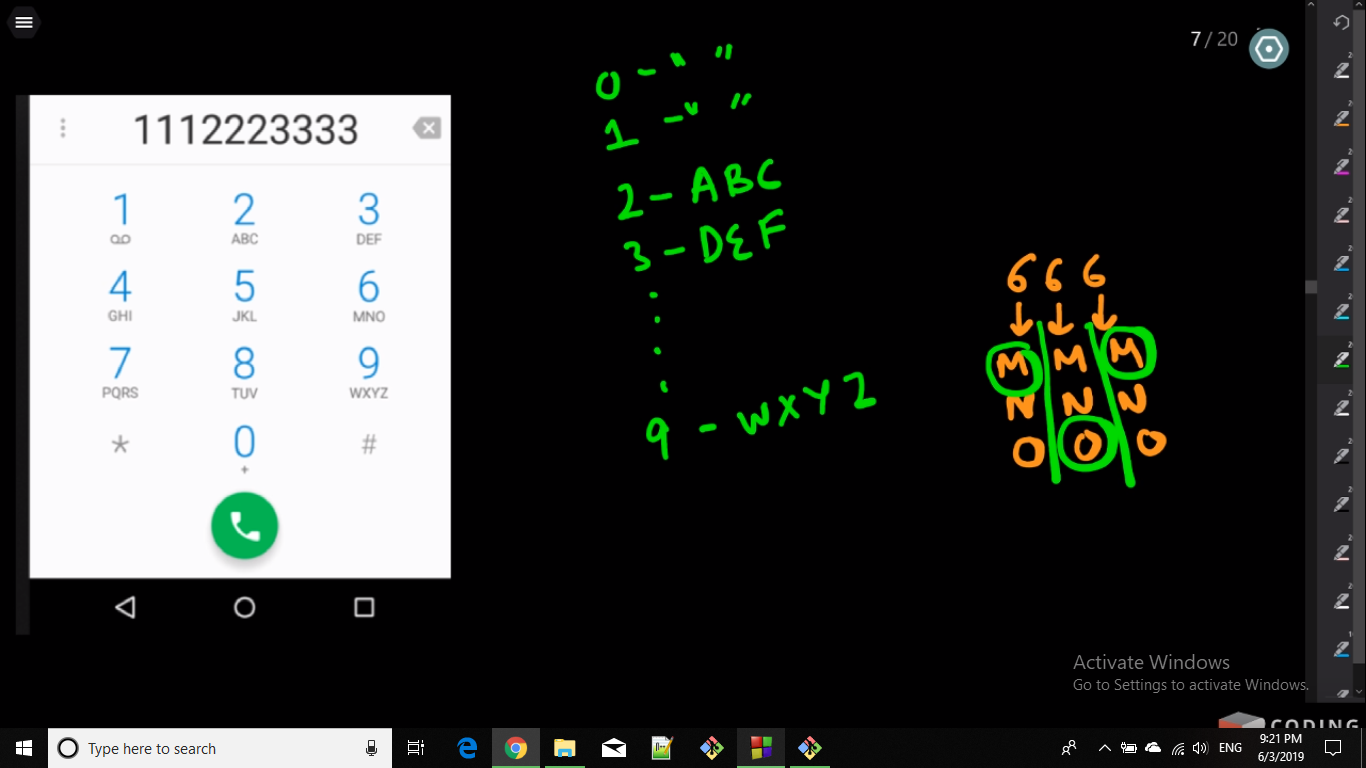 7 / 20
1112223333
1 2 3
ABC DEF
4 5 6
GHI JKL MNO
7 8 9
PQRS TUV WXYZ
* 0 #
+
0 - " "
1 - " "
2 - ABC
3 - DEF
9 - WXYZ
6 6 6
M M M
N N N
O O O
Activate Windows
Go to Settings to activate Windows.
CODING
Type here to search
ENG
9:21 PM
6/3/2019